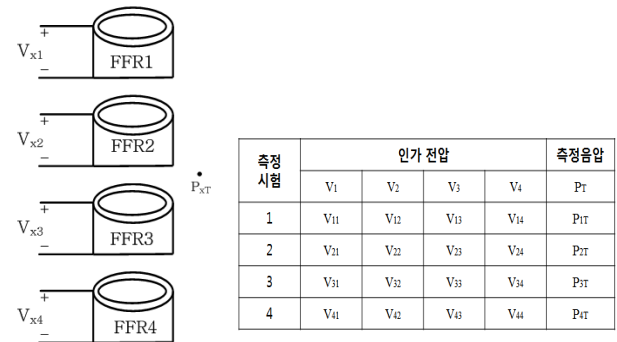 +
Vx1
−
FFR1
+
Vx2
−
FFR2
PxT
+
Vx3
−
FFR3
+
Vx4
−
FFR4
측정 시험 인가 전압 측정음압
V1 V2 V3 V4 PT
1 V11 V12 V13 V14 P1T
2 V21 V22 V23 V24 P2T
3 V31 V32 V33 V34 P3T
4 V41 V42 V43 V44 P4T